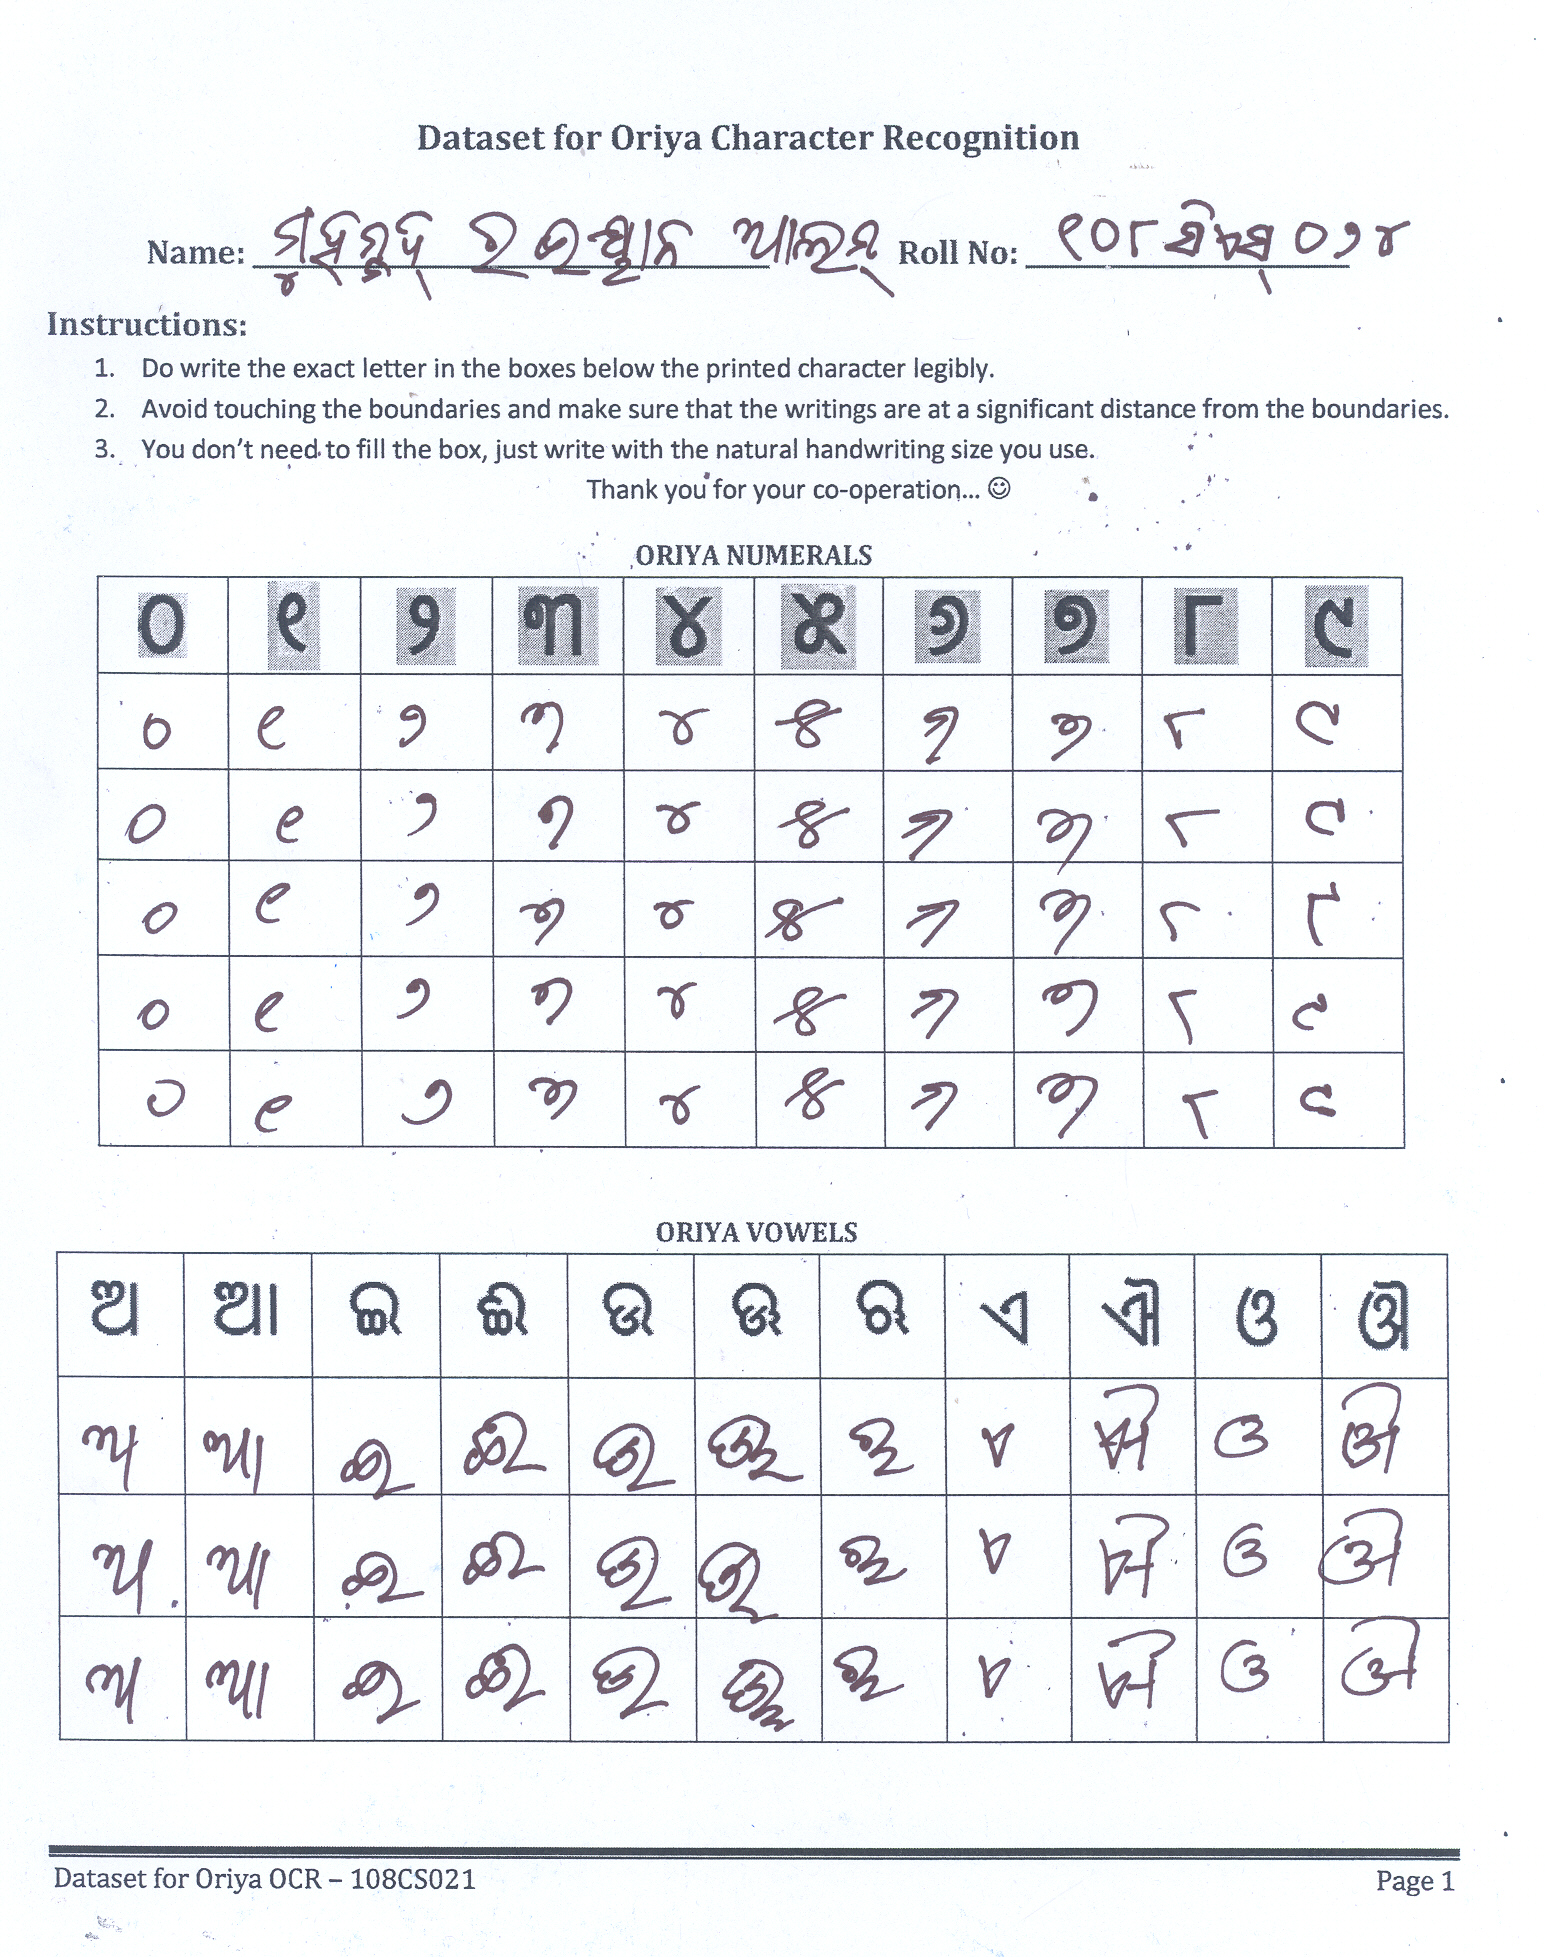 Dataset for Oriya Character Recognition
Name: ମୁହମ୍ମଦ୍ ରଇହାନ ଆଲମ୍ Roll No: ୧୦୮ସିଏସ୍୦୨୪
Instructions:
1. Do write the exact letter in the boxes below the printed character legibly.
2. Avoid touching the boundaries and make sure that the writings are at a significant distance from the boundaries.
3. You don't need to fill the box, just write with the natural handwriting size you use.
Thank you for your co-operation... ☺
ORIYA NUMERALS
୦ ୧ ୨ ୩ ୪ ୫ ୬ ୭ ୮ ୯
୦ ୧ ୨ ୩ ୪ ୫ ୬ ୭ ୮ ୯
୦ ୧ ୨ ୩ ୪ ୫ ୬ ୭ ୮ ୯
୦ ୧ ୨ ୩ ୪ ୫ ୬ ୭ ୮ ୯
୦ ୧ ୨ ୩ ୪ ୫ ୬ ୭ ୮ ୯
୦ ୧ ୨ ୩ ୪ ୫ ୬ ୭ ୮ ୯
ORIYA VOWELS
ଅ ଆ ଇ ଈ ଉ ଊ ଋ ଏ ଐ ଓ ଔ
ଅ ଆ ଇ ଈ ଉ ଊ ଋ ଏ ଐ ଓ ଔ
ଅ ଆ ଇ ଈ ଉ ଊ ଋ ଏ ଐ ଓ ଔ
ଅ ଆ ଇ ଈ ଉ ଊ ଋ ଏ ଐ ଓ ଔ
Dataset for Oriya OCR – 108CS021 Page 1